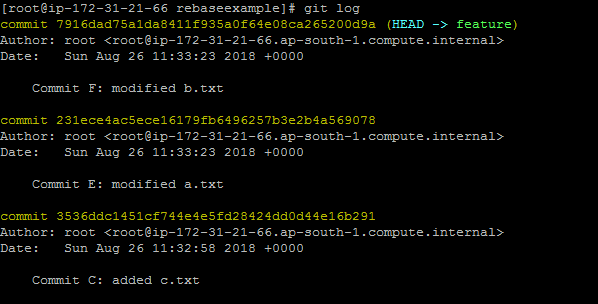 [root@ip-172-31-21-66 rebaseexample]# git log
commit 7916dad75a1da8411f935a0f64e08ca265200d9a (HEAD -> feature)
Author: root <root@ip-172-31-21-66.ap-south-1.compute.internal>
Date:   Sun Aug 26 11:33:23 2018 +0000
Commit F: modified b.txt
commit 231ece4ac5ece16179fb6496257b3e2b4a569078
Author: root <root@ip-172-31-21-66.ap-south-1.compute.internal>
Date:   Sun Aug 26 11:33:23 2018 +0000
Commit E: modified a.txt
commit 3536ddc1451cf744e4e5fd28424dd0d44e16b291
Author: root <root@ip-172-31-21-66.ap-south-1.compute.internal>
Date:   Sun Aug 26 11:32:58 2018 +0000
Commit C: added c.txt